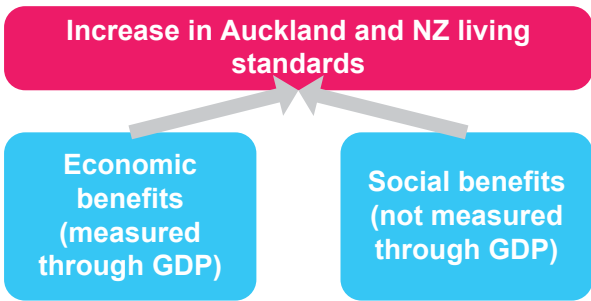 Increase in Auckland and NZ living
standards
Economic
benefits
(measured
through GDP)
Social benefits
(not measured
through GDP)